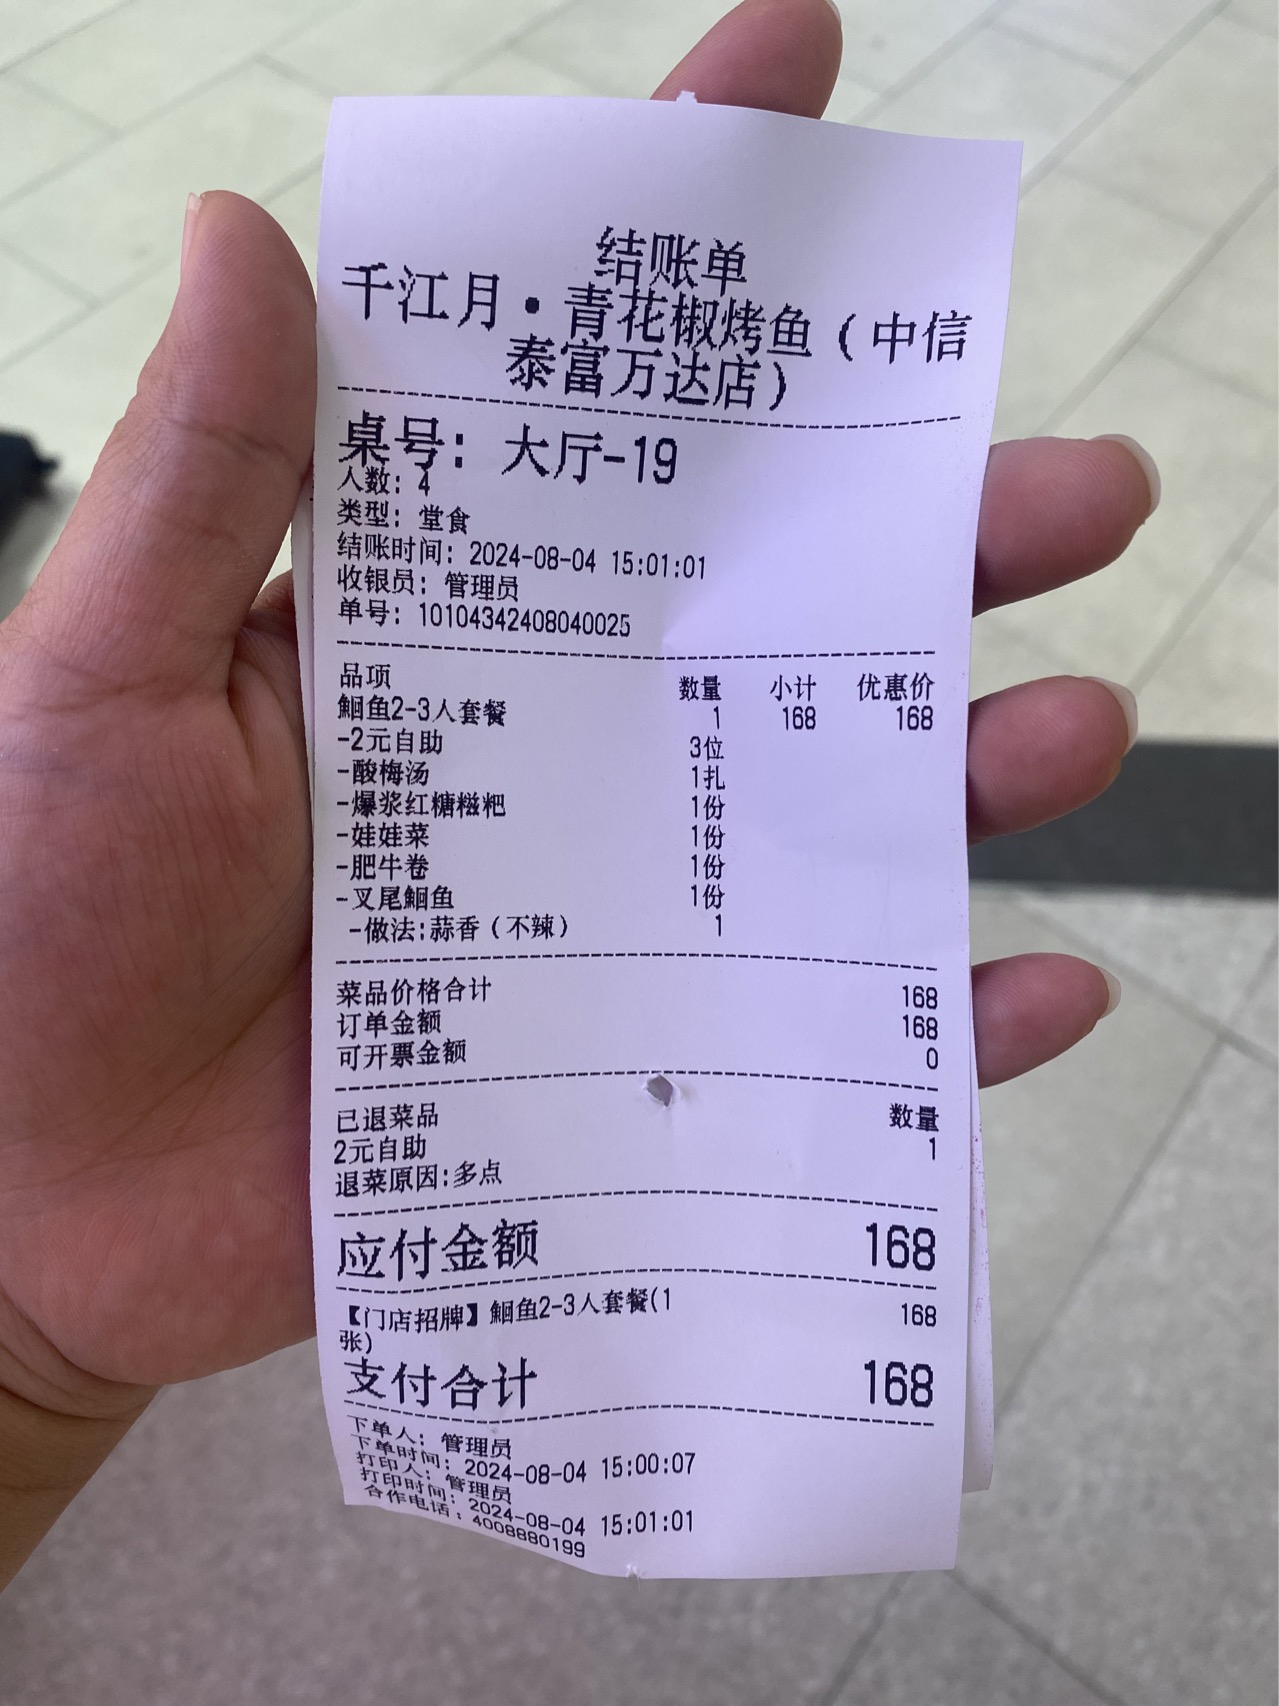 结账单
千江月·青花椒烤鱼（中信
泰富万达店）
桌号：大厅-19
人数：4
类型：堂食
结账时间：2024-08-04 15:01:01
收银员：管理员
单号：10104342408040025
品项 数量 小计 优惠价
鮰鱼2-3人套餐 1 168 168
-2元自助 3位
-酸梅汤 1扎
-爆浆红糖糍粑 1份
-娃娃菜 1份
-肥牛卷 1份
-叉尾鮰鱼 1份
-做法:蒜香（不辣） 1
菜品价格合计 168
订单金额 168
可开票金额 0
已退菜品 数量
2元自助 1
退菜原因:多点
应付金额 168
【门店招牌】鮰鱼2-3人套餐(1 168
张)
支付合计 168
下单人：管理员
下单时间：2024-08-04 15:00:07
打印人：管理员
打印时间：2024-08-04 15:01:01
合作电话：4008880199